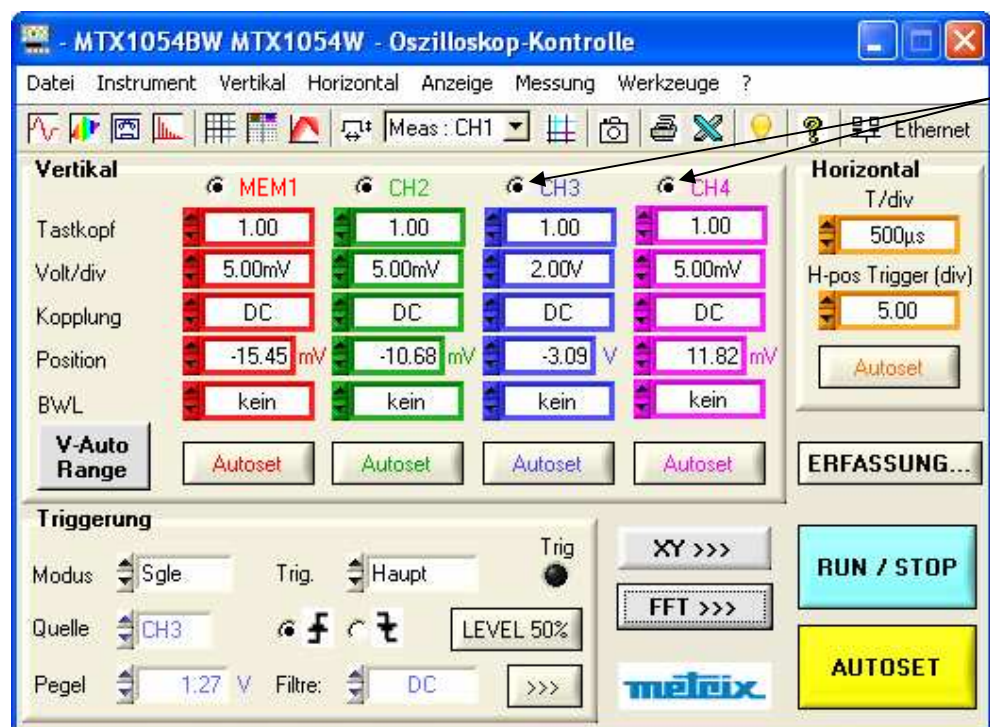 - MTX1054BW MTX1054W - Oszilloskop-Kontrolle
Datei Instrument Vertikal Horizontal Anzeige Messung Werkzeuge ?
Meas : CH1 Ethernet
Vertikal
MEM1 CH2 CH3 CH4
Tastkopf 1.00 1.00 1.00 1.00
Volt/div 5.00mV 5.00mV 2.00V 5.00mV
Kopplung DC DC DC DC
Position -15.45 mV -10.68 mV -3.09 V 11.82 mV
BWL kein kein kein kein
V-Auto
Range
Autoset Autoset Autoset Autoset
Horizontal
T/div
500µs
H-pos Trigger (div)
5.00
Autoset
ERFASSUNG...
Triggerung
Trig
Modus Sgle Trig. Haupt
Quelle CH3 LEVEL 50%
Pegel 1.27 V Filtre: DC >>>
XY >>>
FFT >>>
metrix
RUN / STOP
AUTOSET